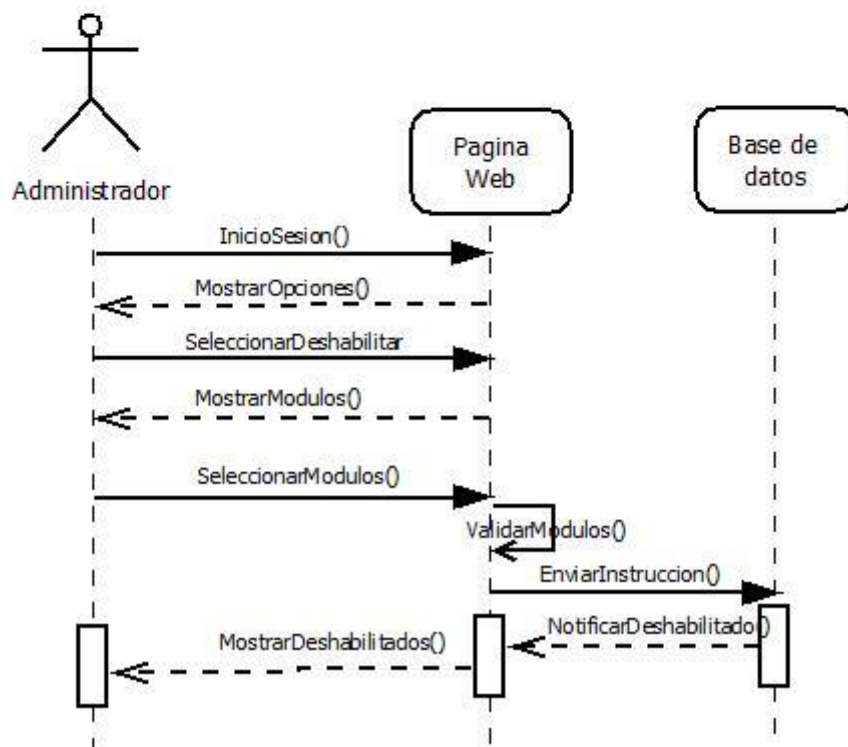 Administrador
Pagina
Web
Base de
datos
InicioSesion()
MostrarOpciones()
SeleccionarDeshabilitar
MostrarModulos()
SeleccionarModulos()
ValidarModulos()
EnviarInstruccion()
NotificarDeshabilitado()
MostrarDeshabilitados()